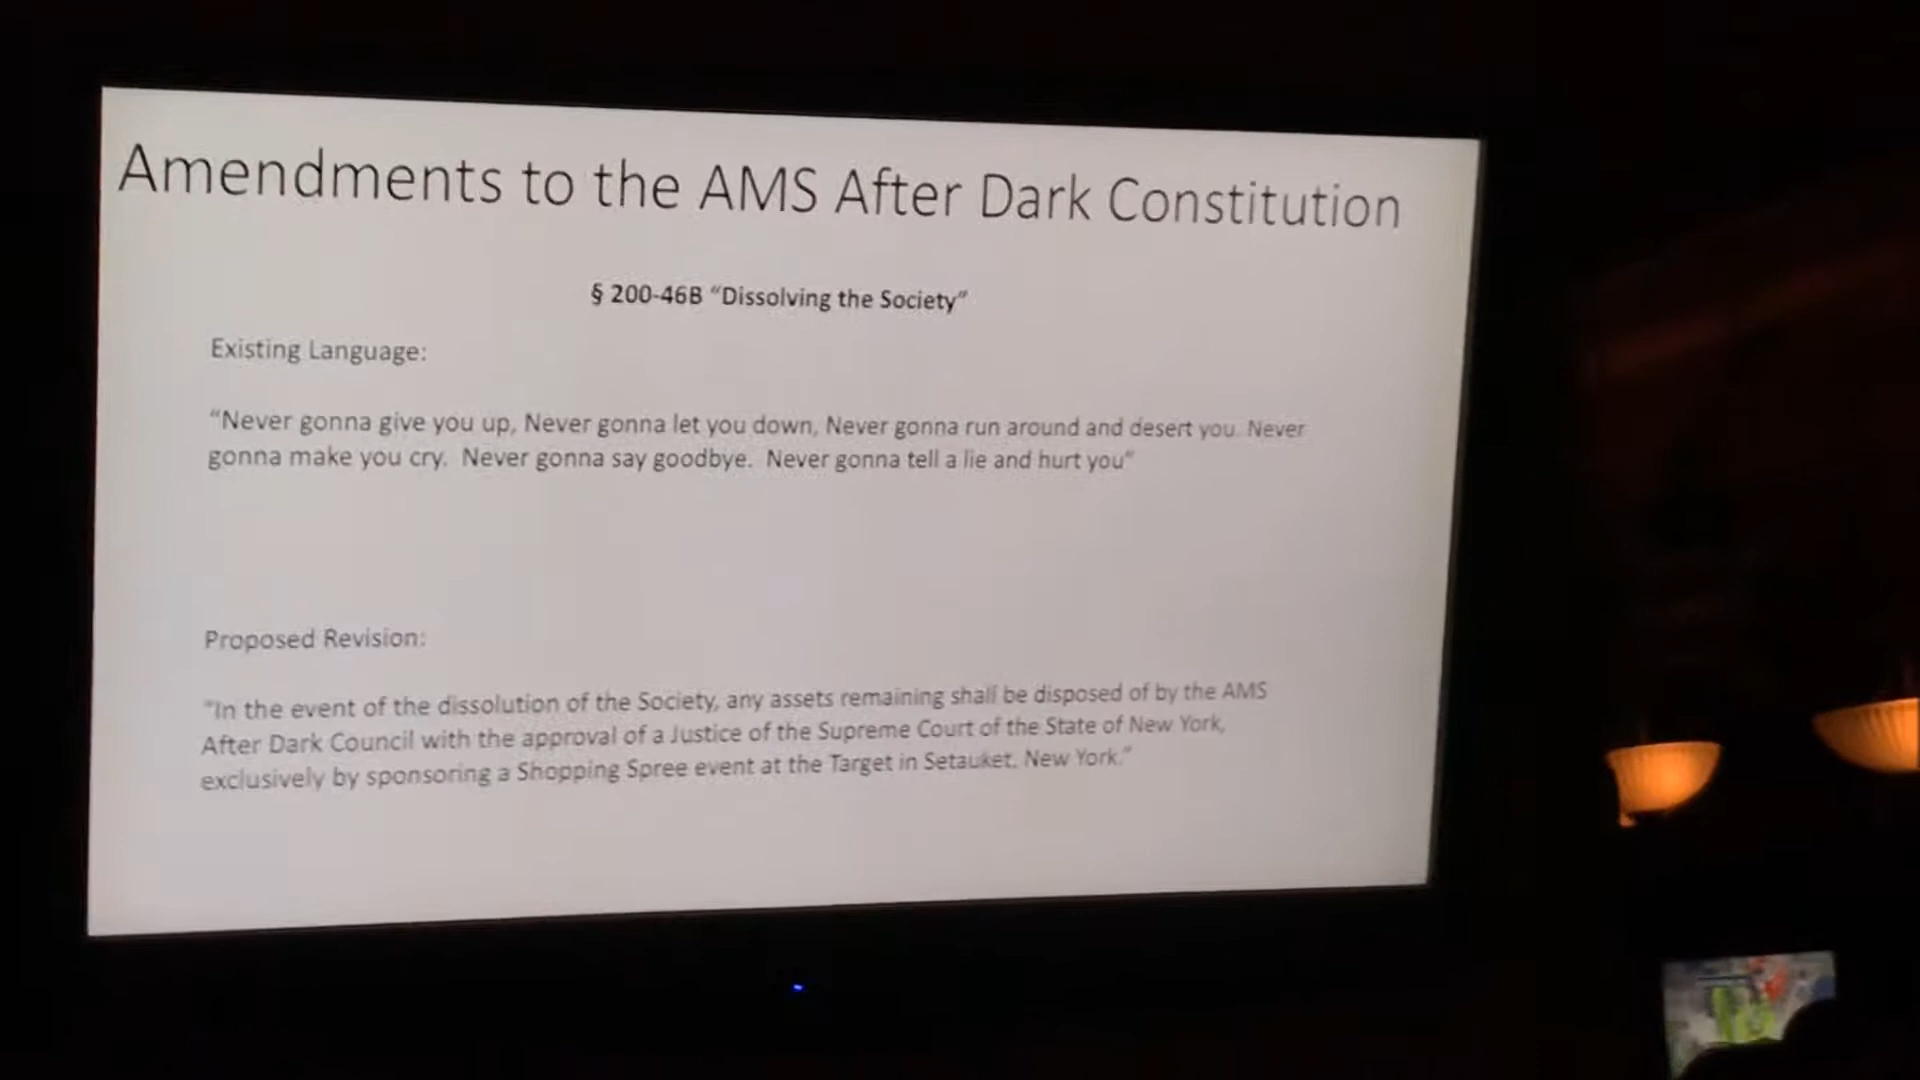 Amendments to the AMS After Dark Constitution
§ 200-46B “Dissolving the Society”
Existing Language:
“Never gonna give you up, Never gonna let you down, Never gonna run around and desert you. Never
gonna make you cry.  Never gonna say goodbye.  Never gonna tell a lie and hurt you”
Proposed Revision:
“In the event of the dissolution of the Society, any assets remaining shall be disposed of by the AMS
After Dark Council with the approval of a Justice of the Supreme Court of the State of New York,
exclusively by sponsoring a Shopping Spree event at the Target in Setauket, New York.”